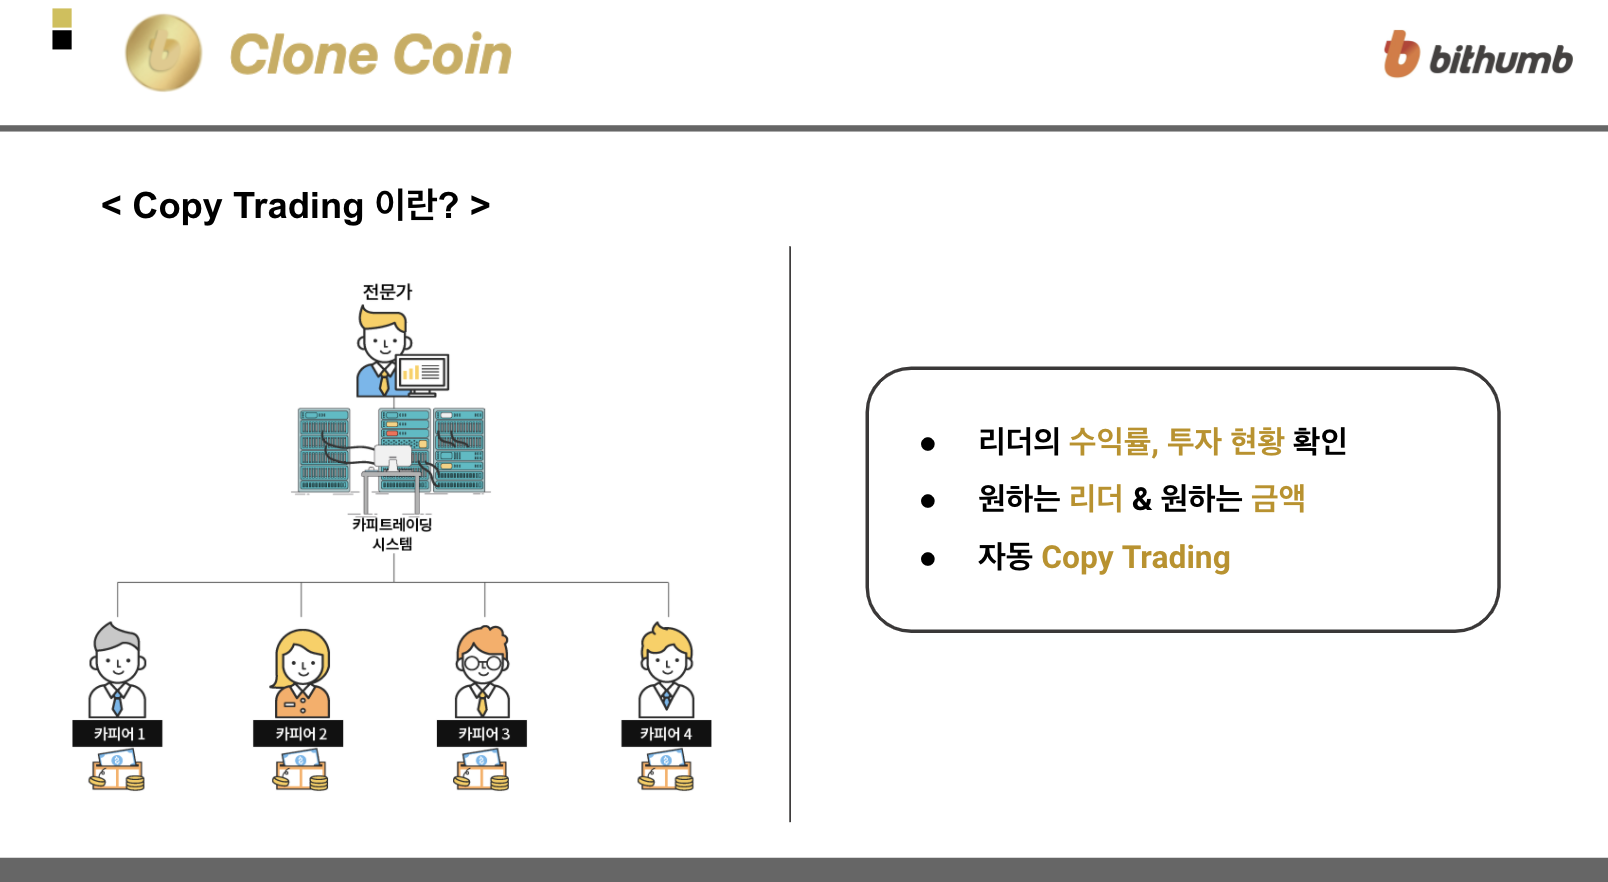 Clone Coin
bithumb
< Copy Trading 이란? >
전문가
카피트레이딩
시스템
카피어 1
카피어 2
카피어 3
카피어 4
● 리더의 수익률, 투자 현황 확인
● 원하는 리더 & 원하는 금액
● 자동 Copy Trading